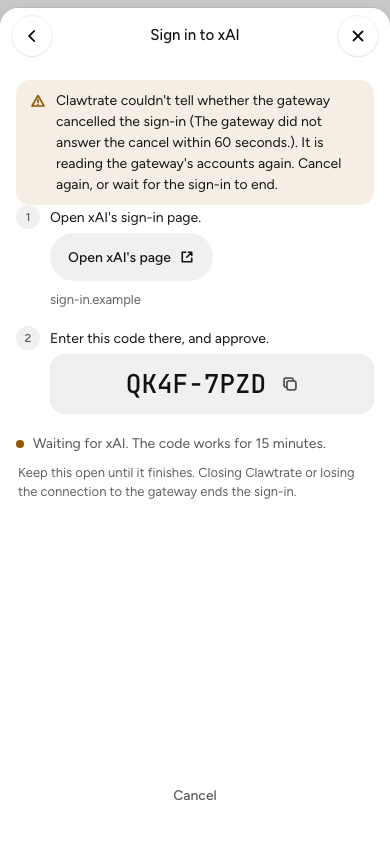 Sign in to xAI
Clawtrate couldn't tell whether the gateway
cancelled the sign-in (The gateway did not
answer the cancel within 60 seconds.). It is
reading the gateway's accounts again. Cancel
again, or wait for the sign-in to end.
1 Open xAI's sign-in page.
Open xAI's page
sign-in.example
2 Enter this code there, and approve.
QK4F-7PZD
Waiting for xAI. The code works for 15 minutes.
Keep this open until it finishes. Closing Clawtrate or losing
the connection to the gateway ends the sign-in.
Cancel